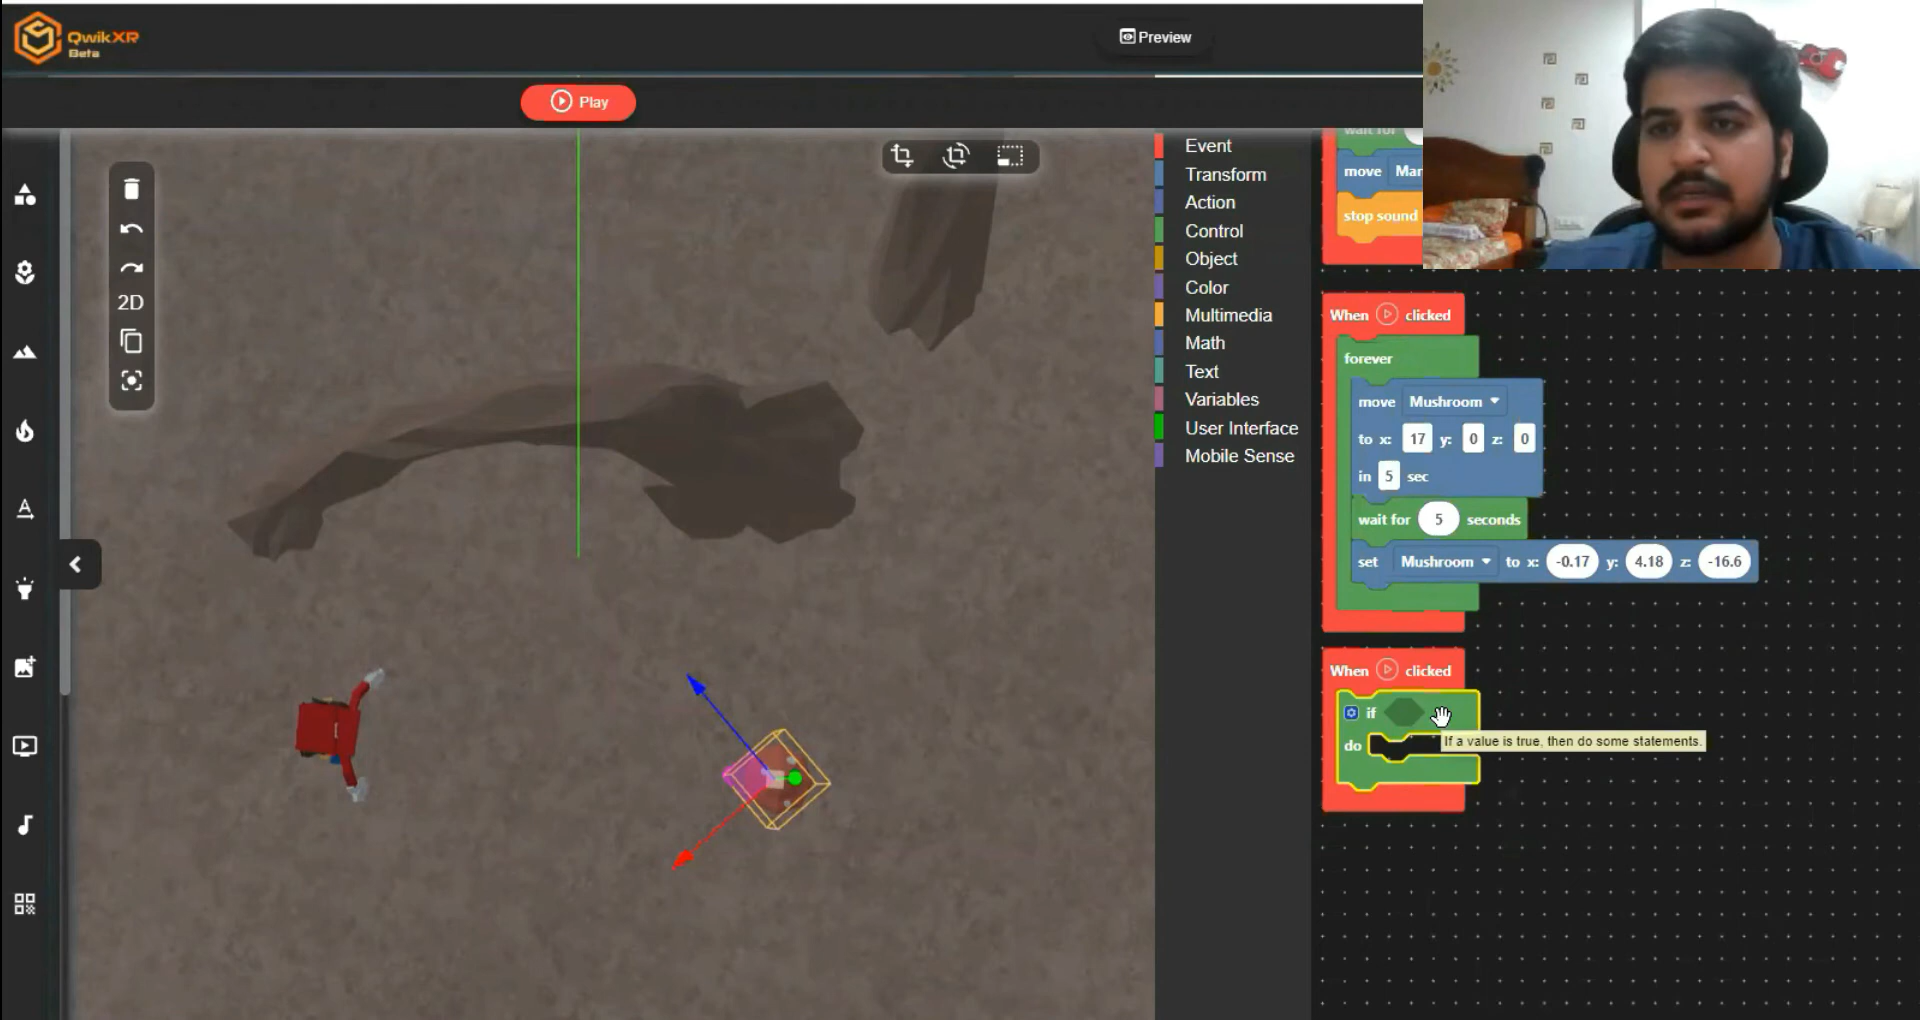 QwikXR
Beta
Preview
Play
2D
Event
Transform
Action
Control
Object
Color
Multimedia
Math
Text
Variables
User Interface
Mobile Sense
wait for
move Mar
stop sound
When clicked
forever
move Mushroom
to x: 17 y: 0 z: 0
in 5 sec
wait for 5 seconds
set Mushroom to x: -0.17 y: 4.18 z: -16.6
When clicked
if
do
If a value is true, then do some statements.